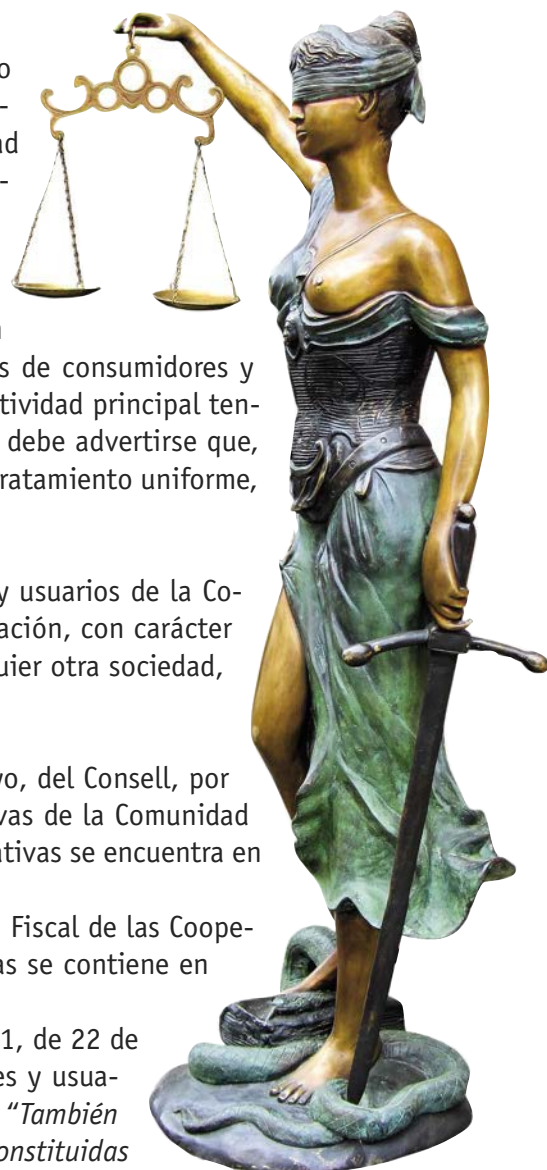 o
-
ad
-
n
s de consumidores y
tividad principal ten-
debe advertirse que,
ratamiento uniforme,
y usuarios de la Co-
ación, con carácter
quier otra sociedad,
vo, del Consell, por
vas de la Comunidad
ativas se encuentra en
Fiscal de las Coope-
as se contiene en
1, de 22 de
es y usua-
“También
onstituidas